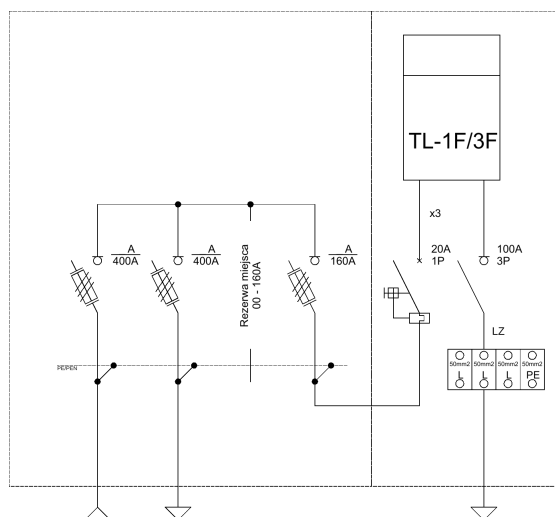 TL-1F/3F
x3
20A
1P
100A
3P
A
400A
A
400A
Rezerwa miejsca
00 - 160A
A
160A
LZ
PE/PEN
50mm2
50mm2
50mm2
50mm2
L
L
L
PE